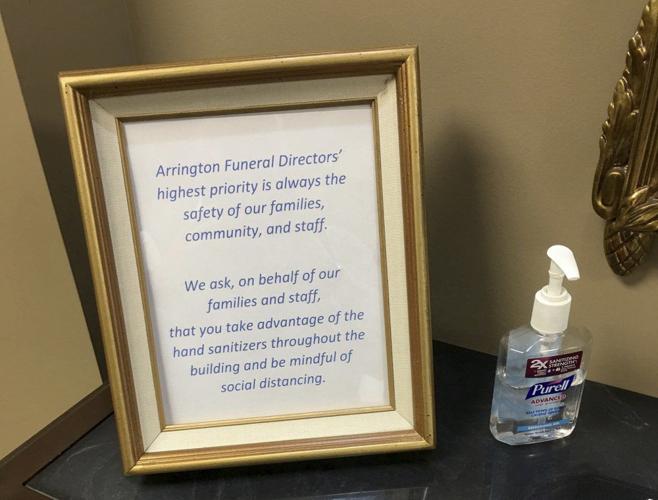 Arrington Funeral Directors’
highest priority is always the
safety of our families,
community, and staff.
We ask, on behalf of our
families and staff,
that you take advantage of the
hand sanitizers throughout the
building and be mindful of
social distancing.
2X SANITIZING
STRENGTH
Purell
ADVANCED